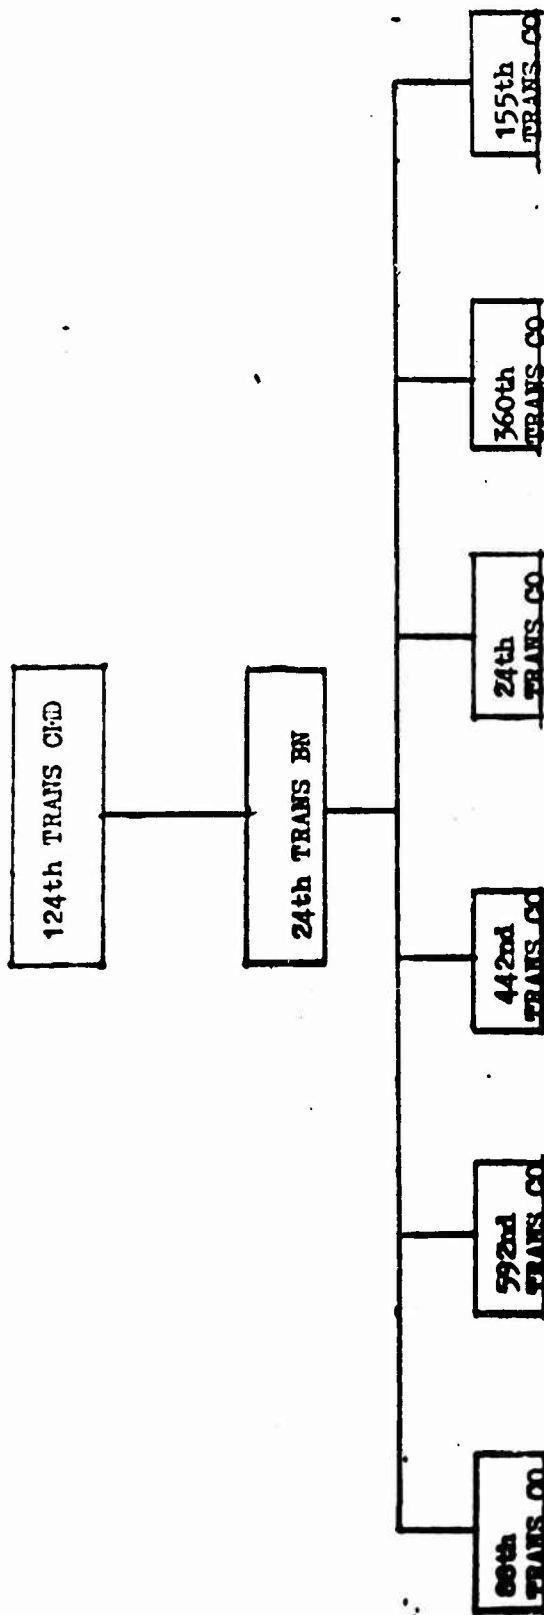 124th TRANS CMD
24th TRANS BN
88th
TRANS CO
592nd
TRANS CO
442nd
TRANS CO
24th
TRANS CO
360th
TRANS CO
155th
TRANS CO